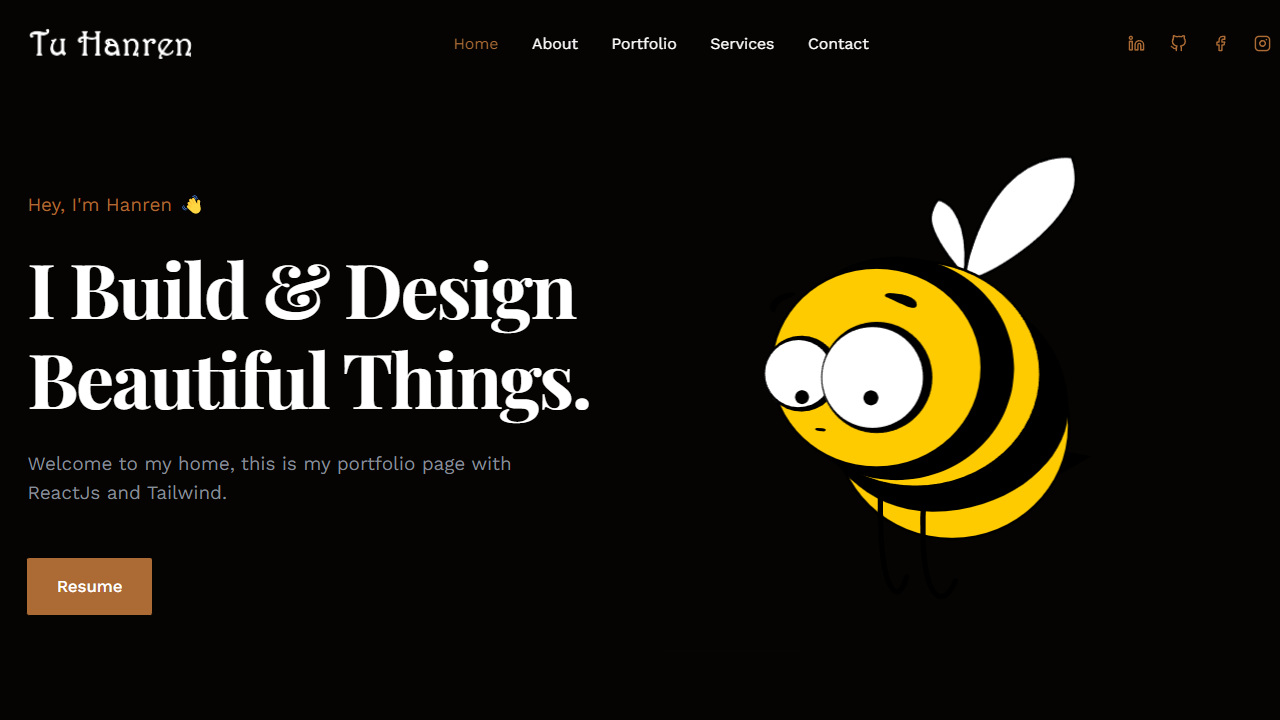 Tu Hanren
Home About Portfolio Services Contact
Hey, I'm Hanren 👋
I Build & Design
Beautiful Things.
Welcome to my home, this is my portfolio page with
ReactJs and Tailwind.
Resume